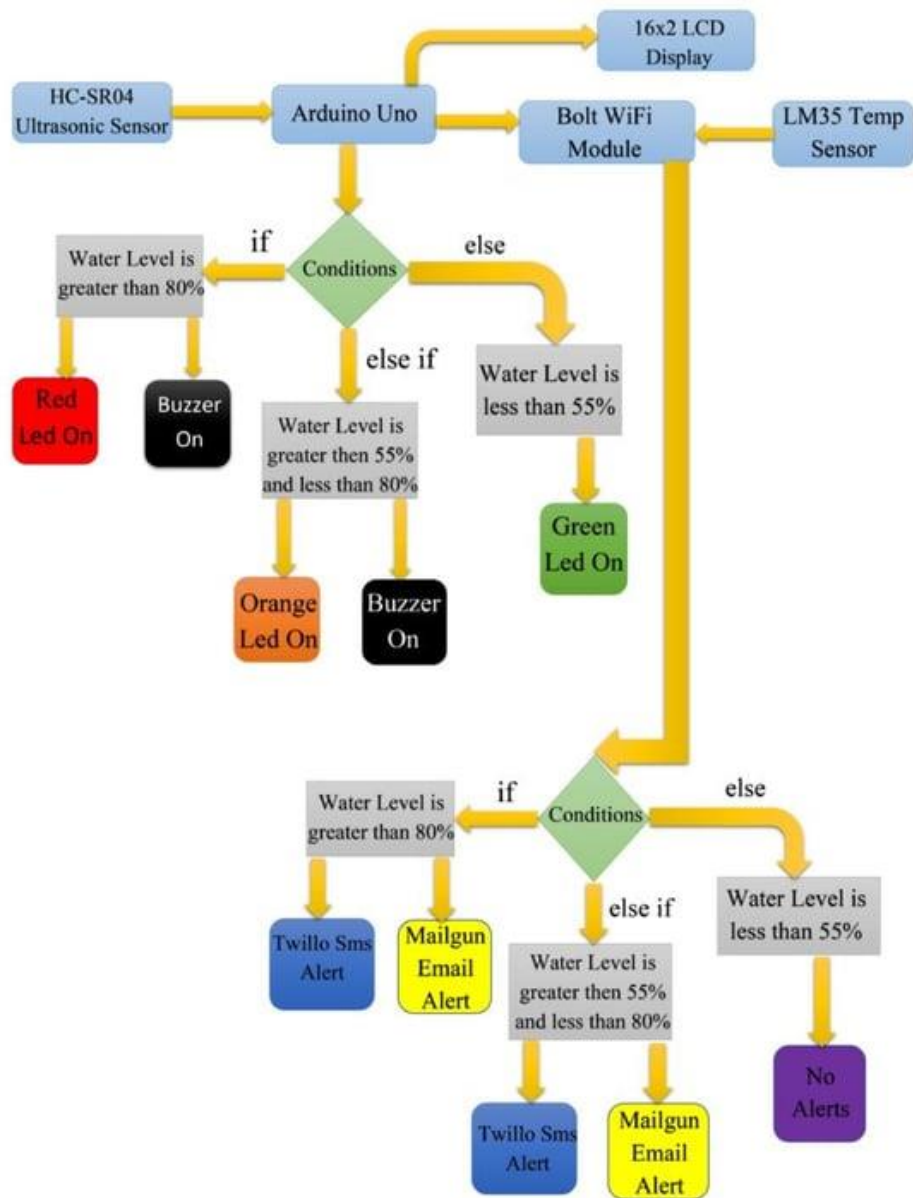 16x2 LCD
Display
HC-SR04
Ultrasonic Sensor
Arduino Uno
Bolt WiFi
Module
LM35 Temp
Sensor
if
else
Water Level is
greater than 80%
Conditions
else if
Water Level is
less than 55%
Red
Led On
Buzzer
On
Water Level is
greater then 55%
and less than 80%
Green
Led On
Orange
Led On
Buzzer
On
if
else
Water Level is
greater than 80%
Conditions
else if
Water Level is
less than 55%
Twillo Sms
Alert
Mailgun
Email
Alert
Water Level is
greater then 55%
and less than 80%
No
Alerts
Twillo Sms
Alert
Mailgun
Email
Alert